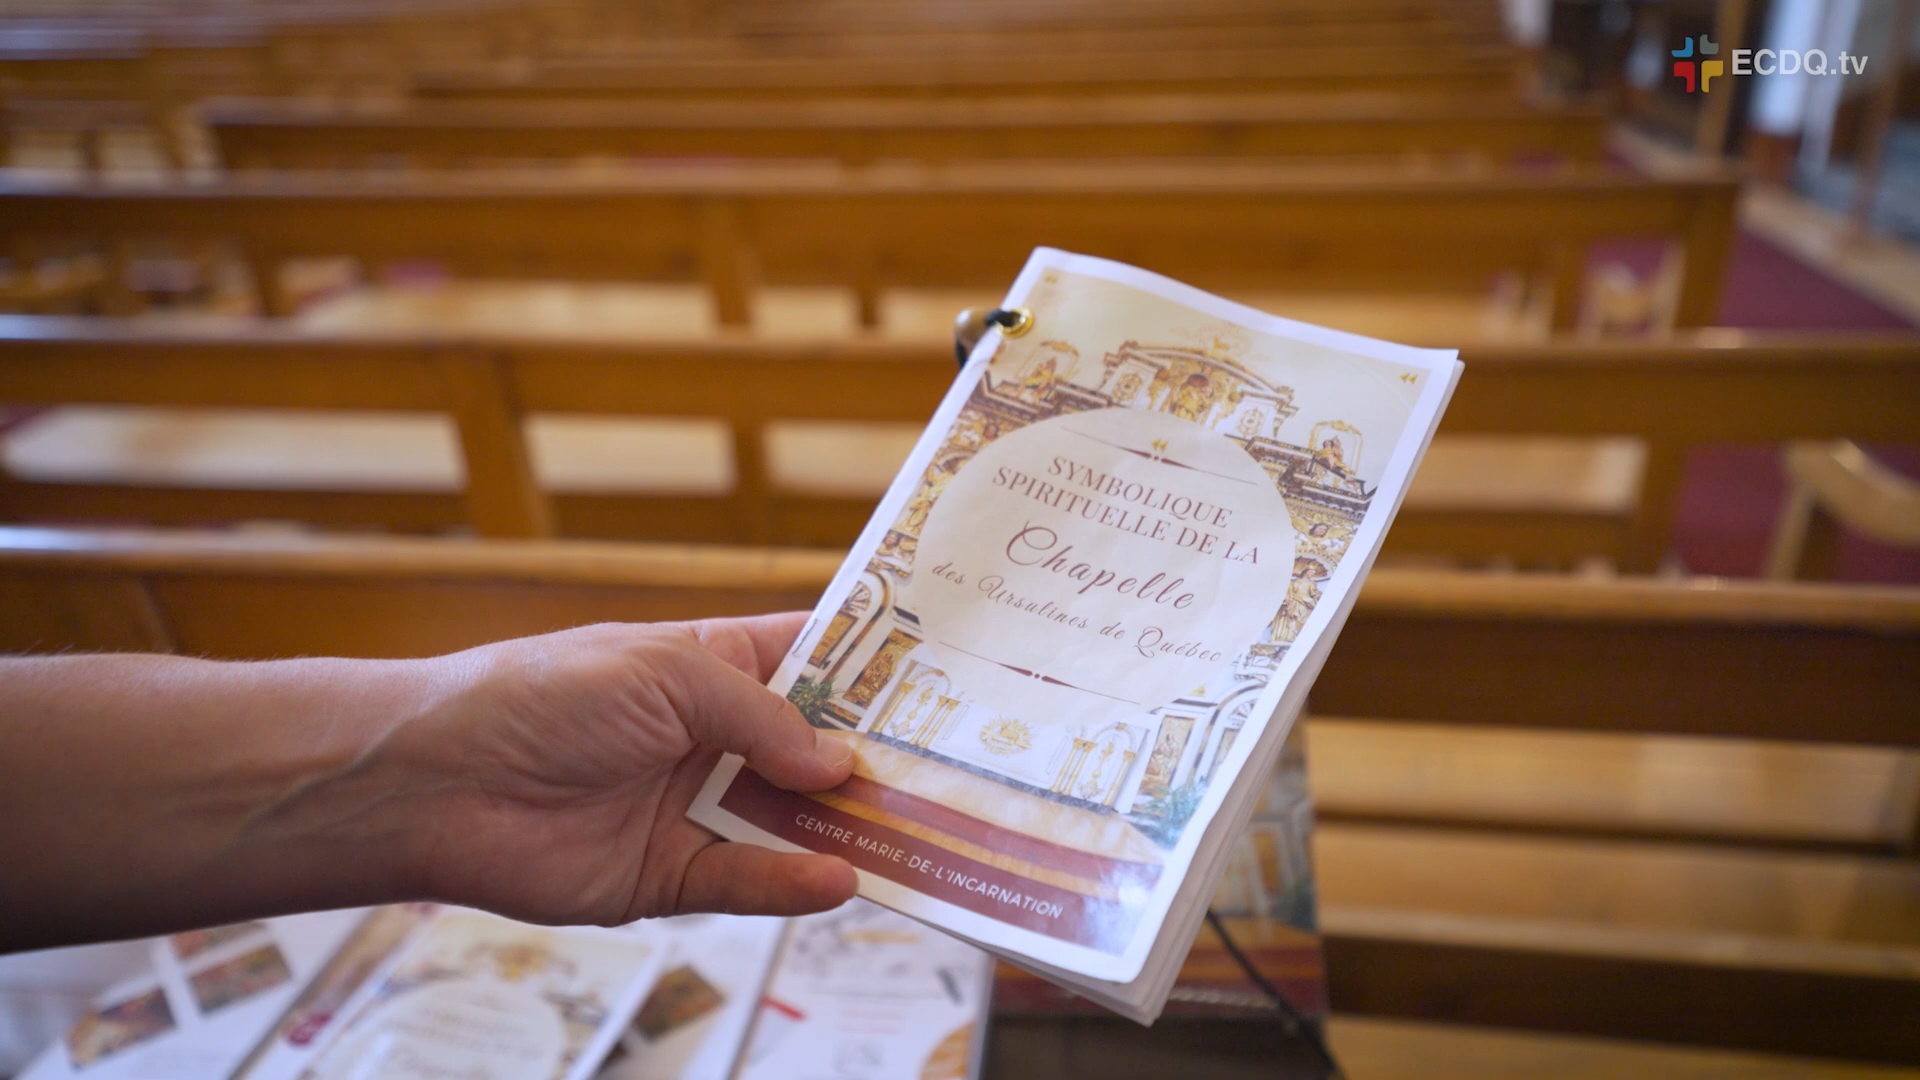 ECDQ.tv
SYMBOLIQUE
SPIRITUELLE DE LA
Chapelle
des Ursulines de Québec
CENTRE MARIE-DE-L'INCARNATION